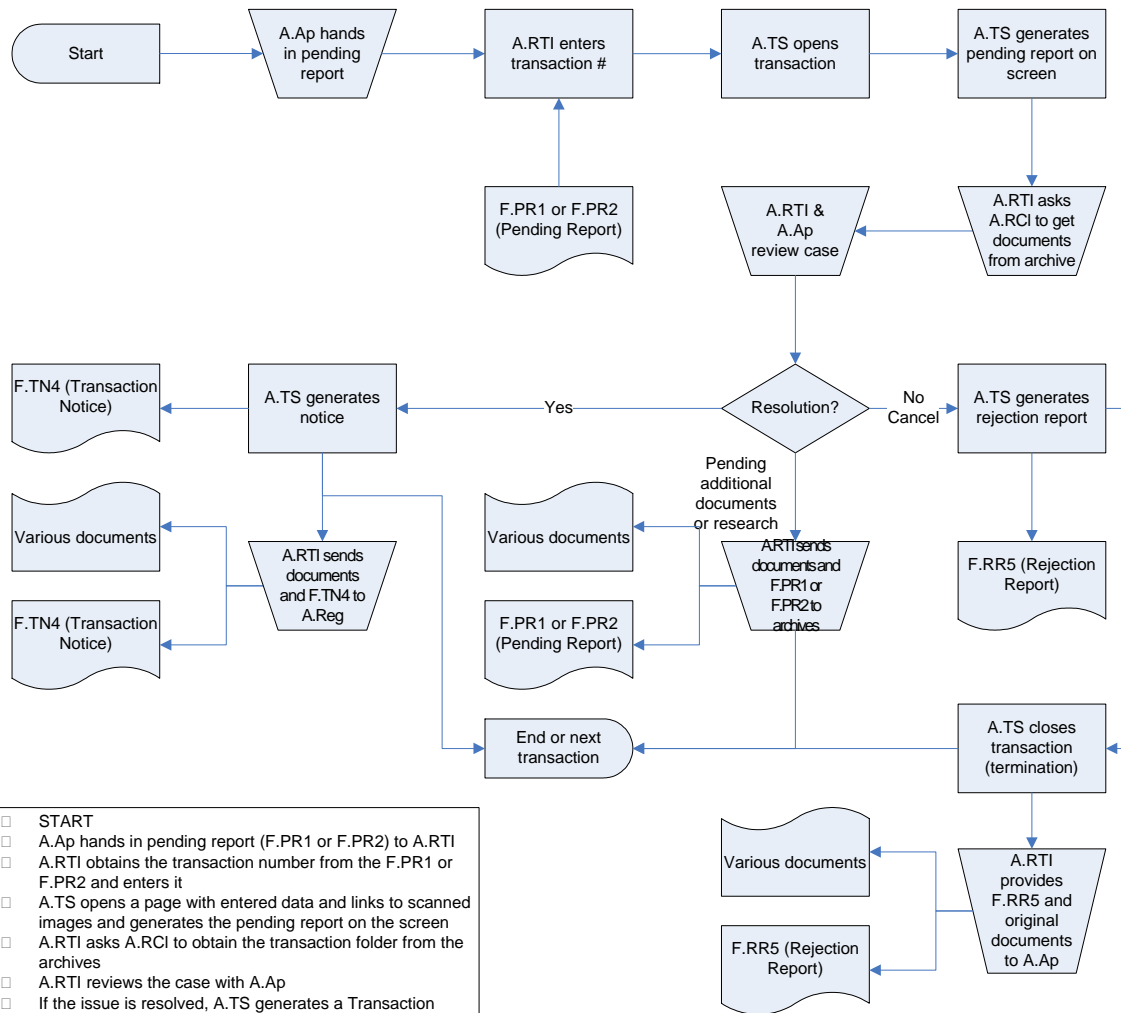 Start
A.Ap hands
in pending
report
A.RTI enters
transaction #
A.TS opens
transaction
A.TS generates
pending report on
screen
F.PR1 or F.PR2
(Pending Report)
A.RTI &
A.Ap
review case
A.RTI asks
A.RCl to get
documents
from archive
F.TN4 (Transaction
Notice)
A.TS generates
notice
Yes
Resolution?
No
Cancel
A.TS generates
rejection report
Pending
additional
documents
or research
Various documents
A.RTI sends
documents
and F.TN4 to
A.Reg
F.TN4 (Transaction
Notice)
Various documents
A.RTI sends
documents and
F.PR1 or
F.PR2 to
archives
F.PR1 or F.PR2
(Pending Report)
F.RR5 (Rejection
Report)
End or next
transaction
A.TS closes
transaction
(termination)
Various documents
F.RR5 (Rejection
Report)
A.RTI
provides
F.RR5 and
original
documents
to A.Ap
START
A.Ap hands in pending report (F.PR1 or F.PR2) to A.RTI
A.RTI obtains the transaction number from the F.PR1 or
F.PR2 and enters it
A.TS opens a page with entered data and links to scanned
images and generates the pending report on the screen
A.RTI asks A.RCl to obtain the transaction folder from the
archives
A.RTI reviews the case with A.Ap
If the issue is resolved, A.TS generates a Transaction